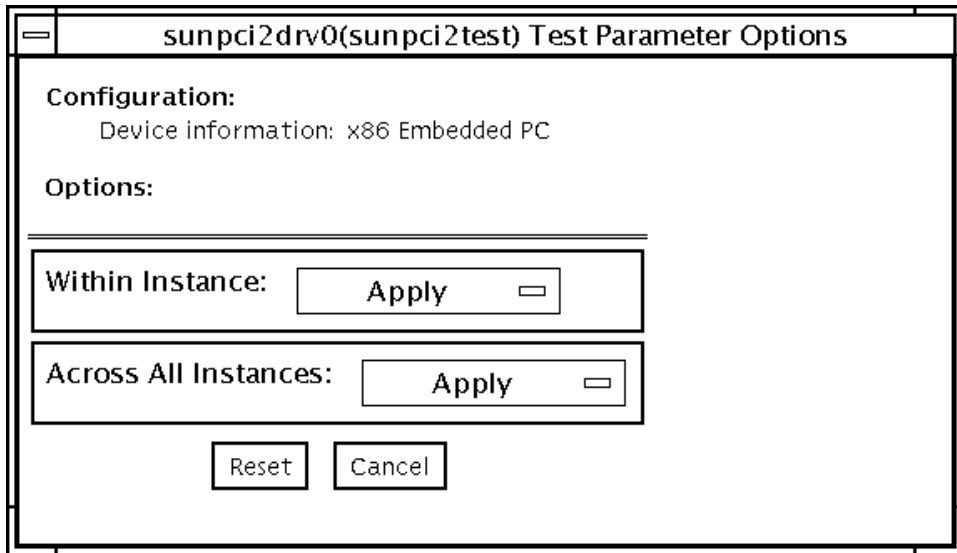 sunpci2drv0(sunpci2test) Test Parameter Options
Configuration:
Device information: x86 Embedded PC
Options:
Within Instance: Apply
Across All Instances: Apply
Reset Cancel